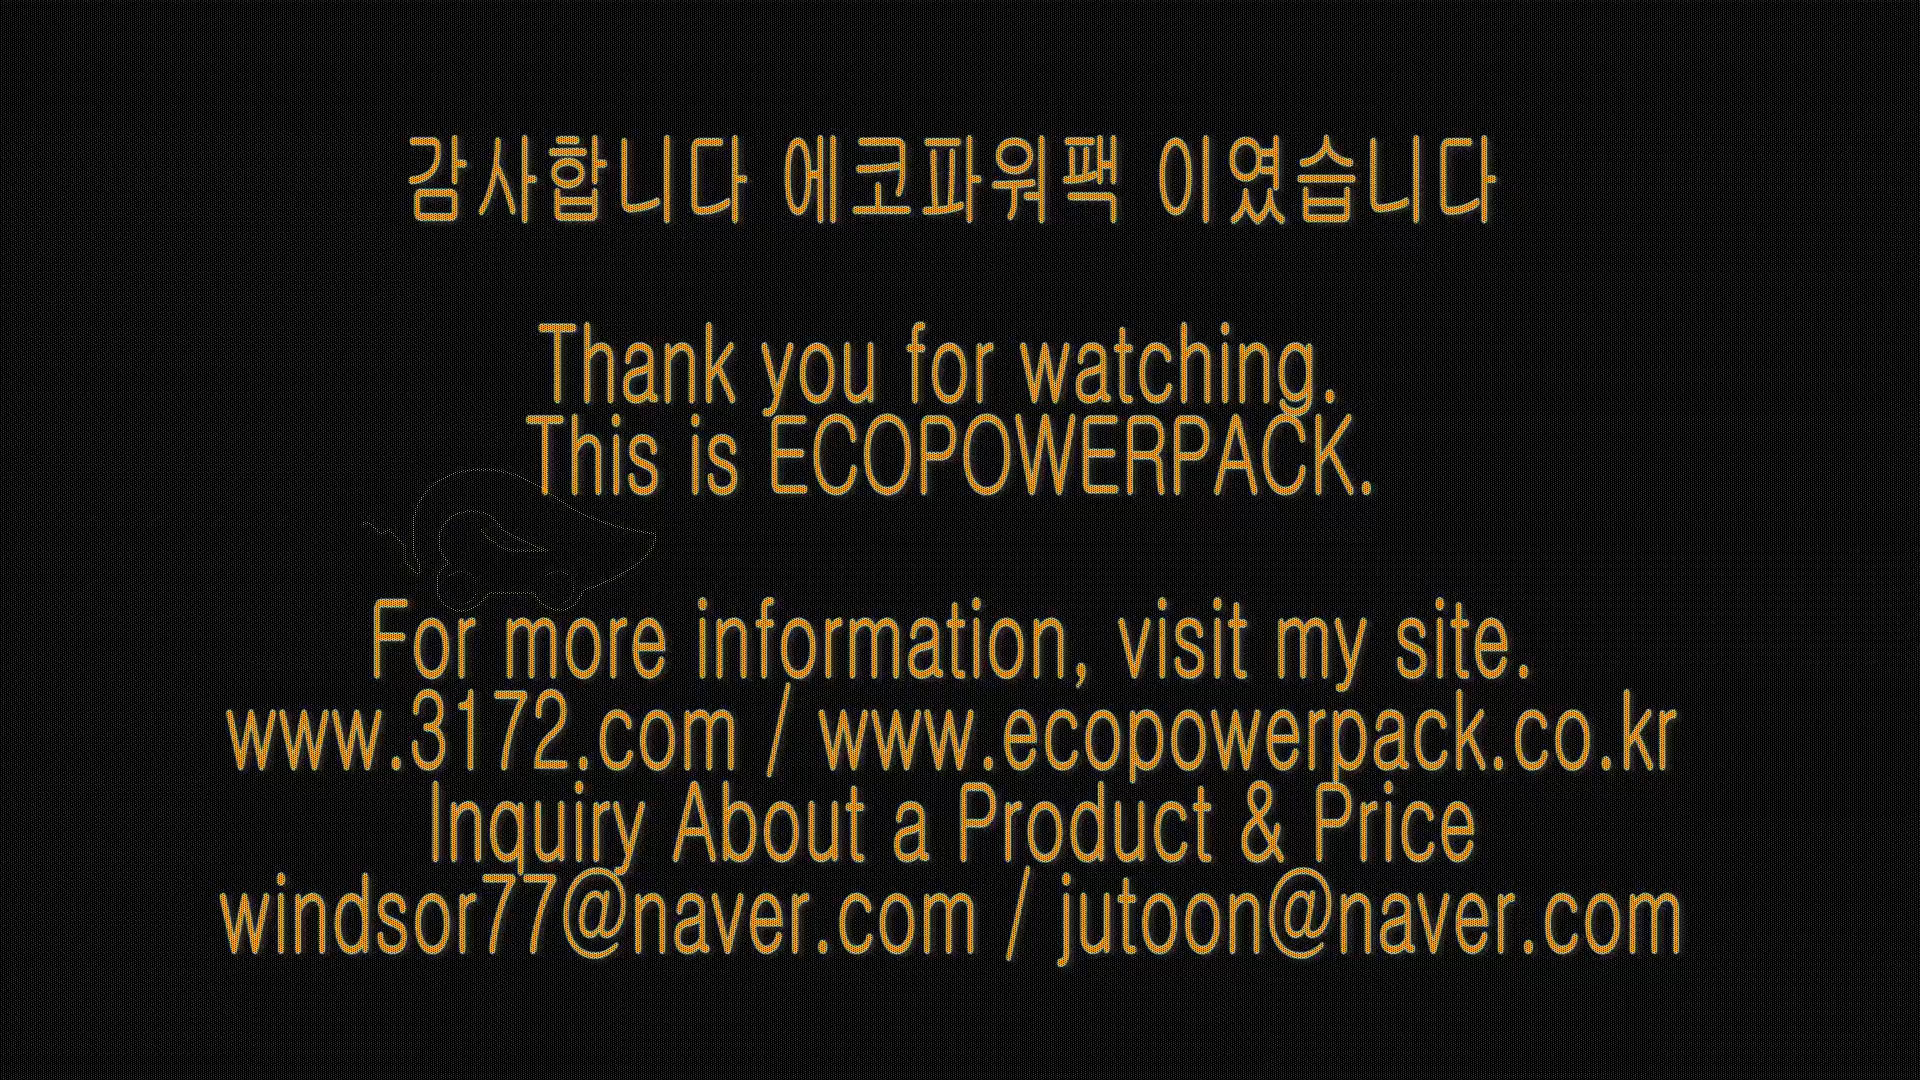 감사합니다 에코파워팩 이였습니다
Thank you for watching.
This is ECOPOWERPACK.
For more information, visit my site.
www.3172.com / www.ecopowerpack.co.kr
Inquiry About a Product & Price
windsor77@naver.com / jutoon@naver.com